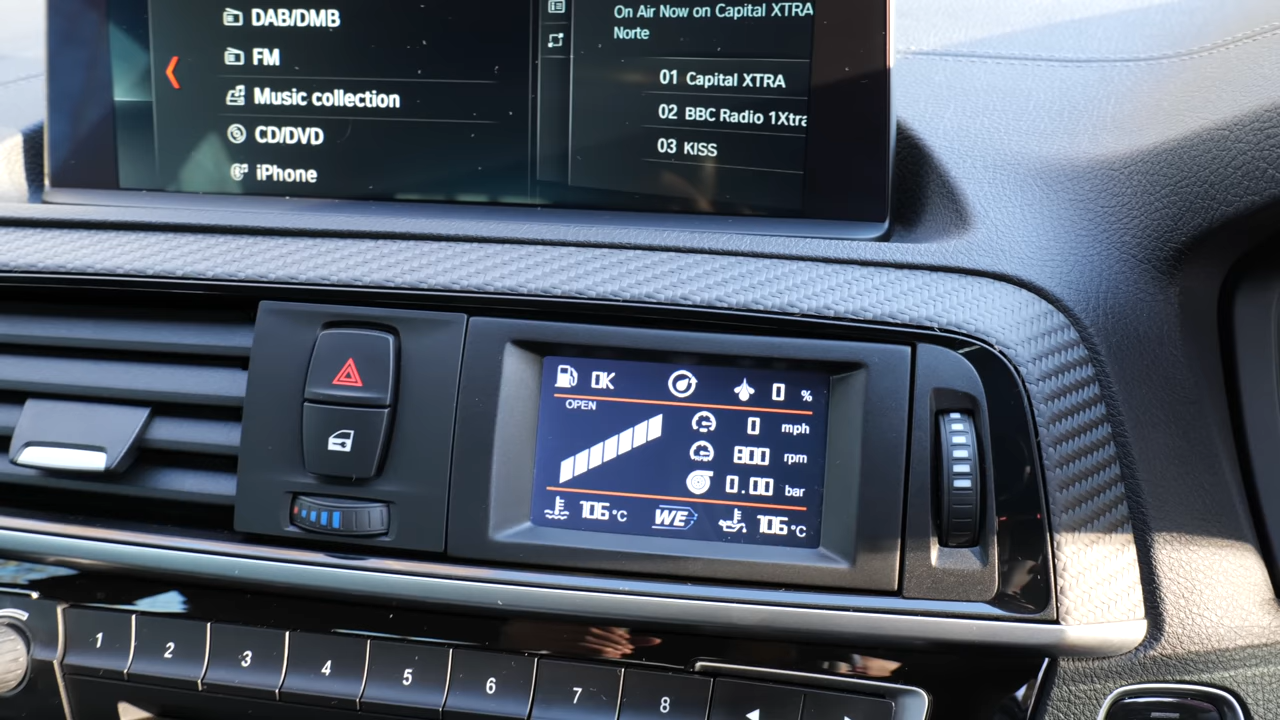 DAB/DMB
FM
Music collection
CD/DVD
iPhone
On Air Now on Capital XTRA
Norte
01 Capital XTRA
02 BBC Radio 1Xtra
03 KISS
OK
0 %
OPEN
0 mph
800 rpm
0.00 bar
106 °C
WE
106 °C
1
2
3
4
5
6
7
8